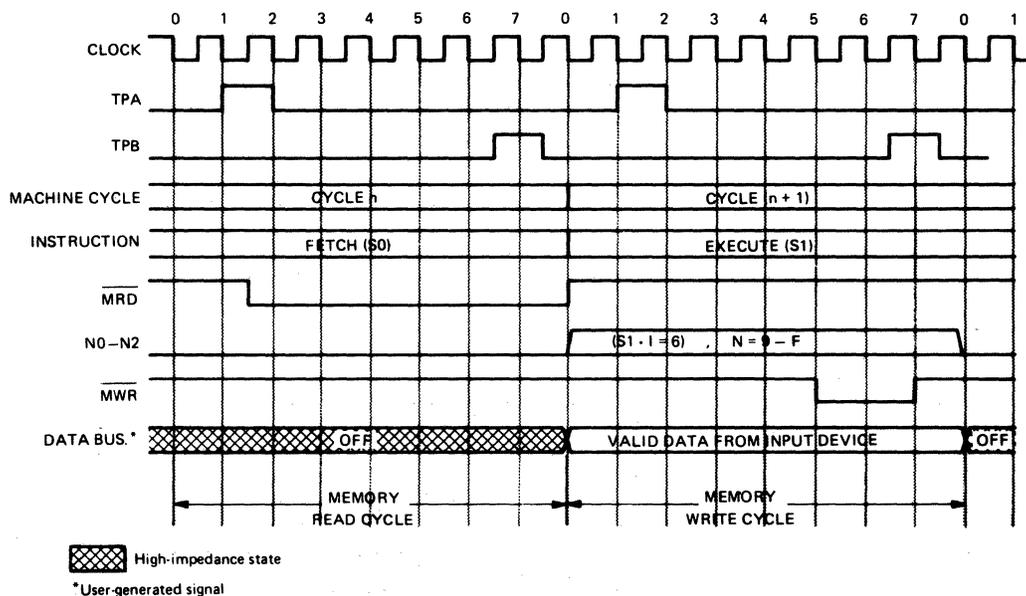 0 1 2 3 4 5 6 7 0 1 2 3 4 5 6 7 0 1
CLOCK
TPA
TPB
MACHINE CYCLE CYCLE n CYCLE (n + 1)
INSTRUCTION FETCH (S0) EXECUTE (S1)
MRD
N0–N2 (S1 · I = 6) , N = 9 – F
MWR
DATA BUS.* OFF VALID DATA FROM INPUT DEVICE OFF
MEMORY MEMORY
READ CYCLE WRITE CYCLE
High-impedance state
*User-generated signal